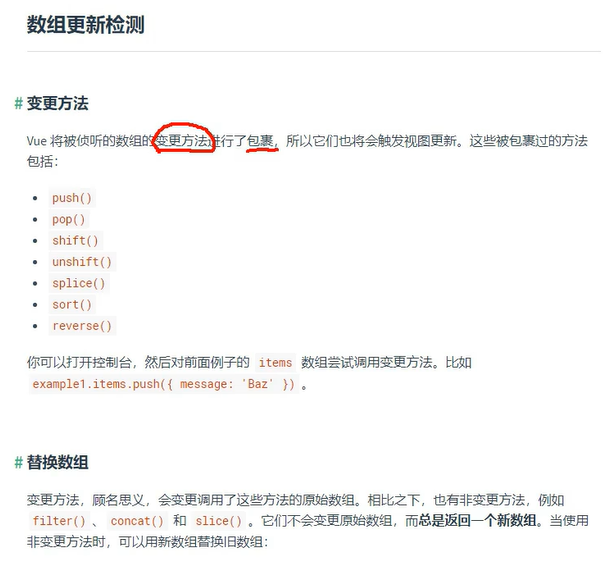 数组更新检测
# 变更方法
Vue 将被侦听的数组的变更方法进行了包裹，所以它们也将会触发视图更新。这些被包裹过的方法
包括：
push()
pop()
shift()
unshift()
splice()
sort()
reverse()
你可以打开控制台，然后对前面例子的 items 数组尝试调用变更方法。比如
example1.items.push({ message: 'Baz' }) 。
# 替换数组
变更方法，顾名思义，会变更调用了这些方法的原始数组。相比之下，也有非变更方法，例如
filter() 、 concat() 和 slice() 。它们不会变更原始数组，而总是返回一个新数组。当使用
非变更方法时，可以用新数组替换旧数组：